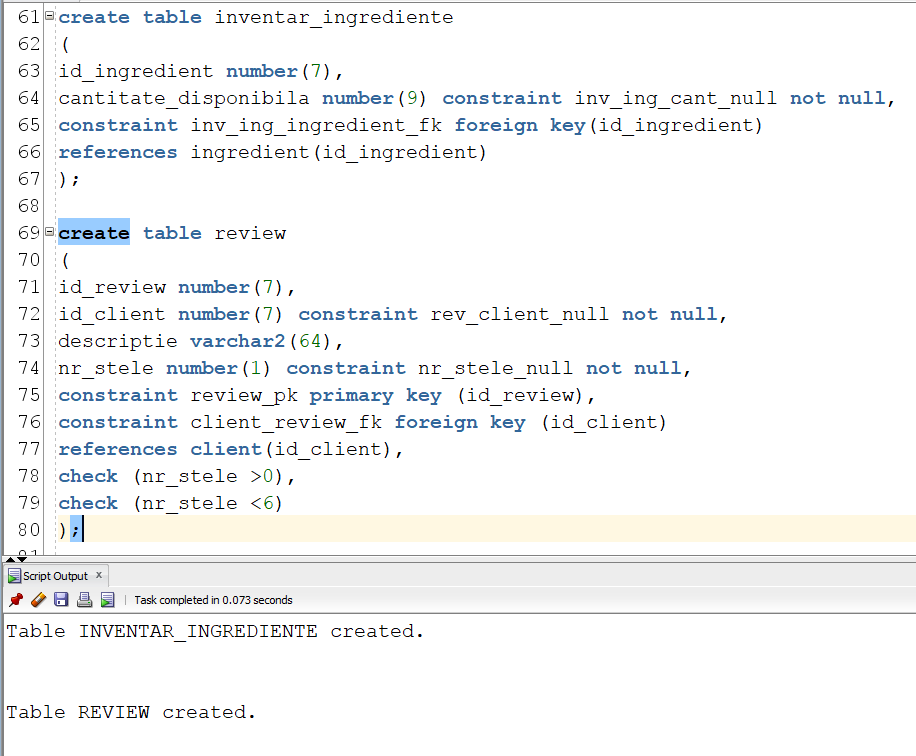 61 create table inventar_ingrediente
62 (
63 id_ingredient number(7),
64 cantitate_disponibila number(9) constraint inv_ing_cant_null not null,
65 constraint inv_ing_ingredient_fk foreign key(id_ingredient)
66 references ingredient(id_ingredient)
67 );
68
69 create table review
70 (
71 id_review number(7),
72 id_client number(7) constraint rev_client_null not null,
73 descriptie varchar2(64),
74 nr_stele number(1) constraint nr_stele_null not null,
75 constraint review_pk primary key (id_review),
76 constraint client_review_fk foreign key (id_client)
77 references client(id_client),
78 check (nr_stele >0),
79 check (nr_stele <6)
80 );
Script Output x
Task completed in 0.073 seconds
Table INVENTAR_INGREDIENTE created.
Table REVIEW created.